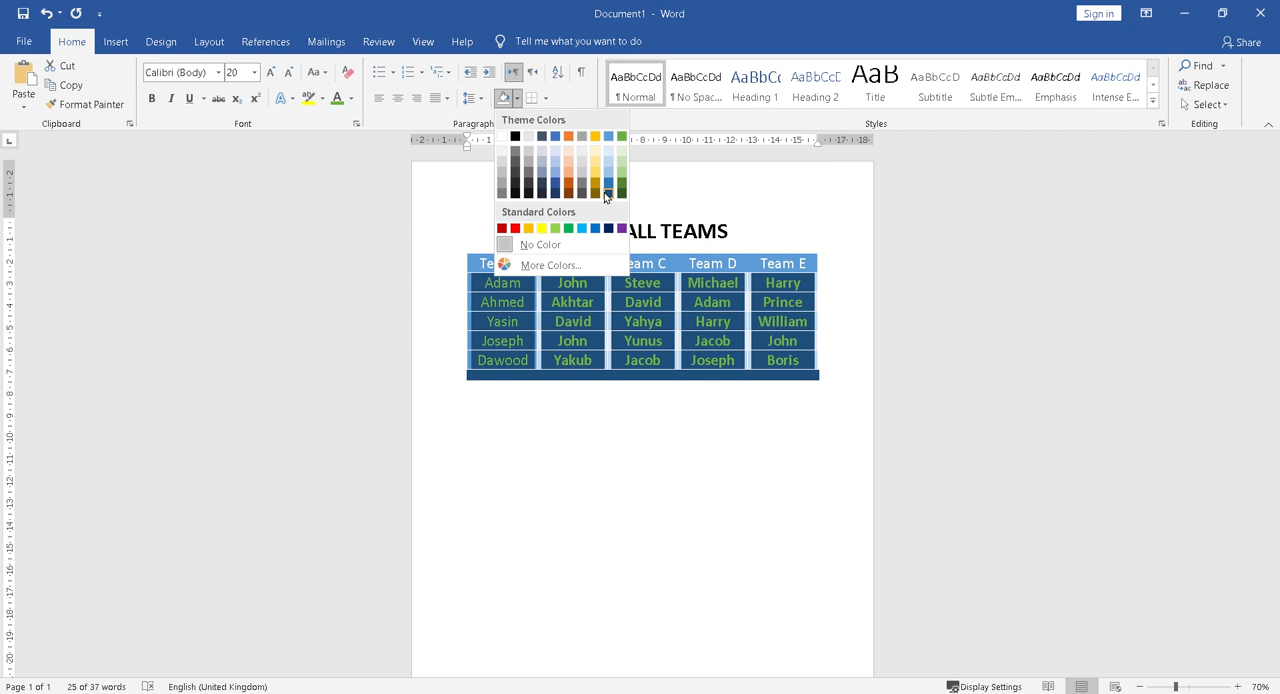 Document1 - Word
Sign in
File Home Insert Design Layout References Mailings Review View Help Tell me what you want to do
Share
Paste
Cut
Copy
Format Painter
Clipboard
Calibri (Body) 20
Font
Paragraph
AaBbCcDd AaBbCcDd AaBbCc AaBbCcC AaB AaBbCcD AaBbCcDd AaBbCcDd AaBbCcDd
¶ Normal ¶ No Spac... Heading 1 Heading 2 Title Subtitle Subtle Em... Emphasis Intense E...
Styles
Find
Replace
Select
Editing
Theme Colors
Standard Colors
No Color
More Colors...
ALL TEAMS
Team D Team E
Adam John Steve Michael Harry
Ahmed Akhtar David Adam Prince
Yasin David Yahya Harry William
Joseph John Yunus Jacob John
Dawood Yakub Jacob Joseph Boris
Page 1 of 1 25 of 37 words English (United Kingdom)
Display Settings
70%